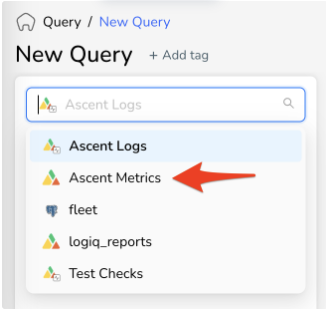 Query / New Query
New Query + Add tag
Ascent Logs
Ascent Logs
Ascent Metrics
fleet
logiq_reports
Test Checks